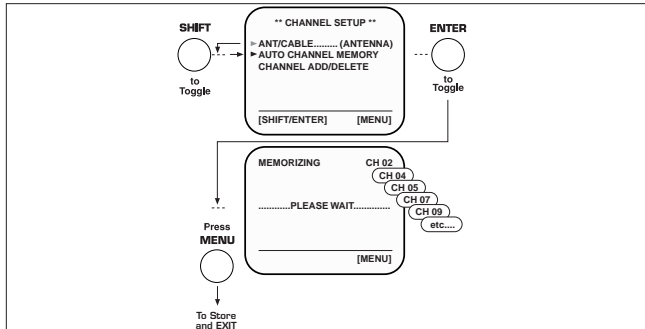 ** CHANNEL SETUP **
SHIFT
ENTER
ANT/CABLE......... (ANTENNA)
AUTO CHANNEL MEMORY
CHANNEL ADD/DELETE
to
Toggle
to
Toggle
[SHIFT/ENTER] [MENU]
MEMORIZING CH 02
CH 04
CH 05
CH 07
CH 09
etc....
............PLEASE WAIT..............
[MENU]
Press
MENU
To Store
and EXIT